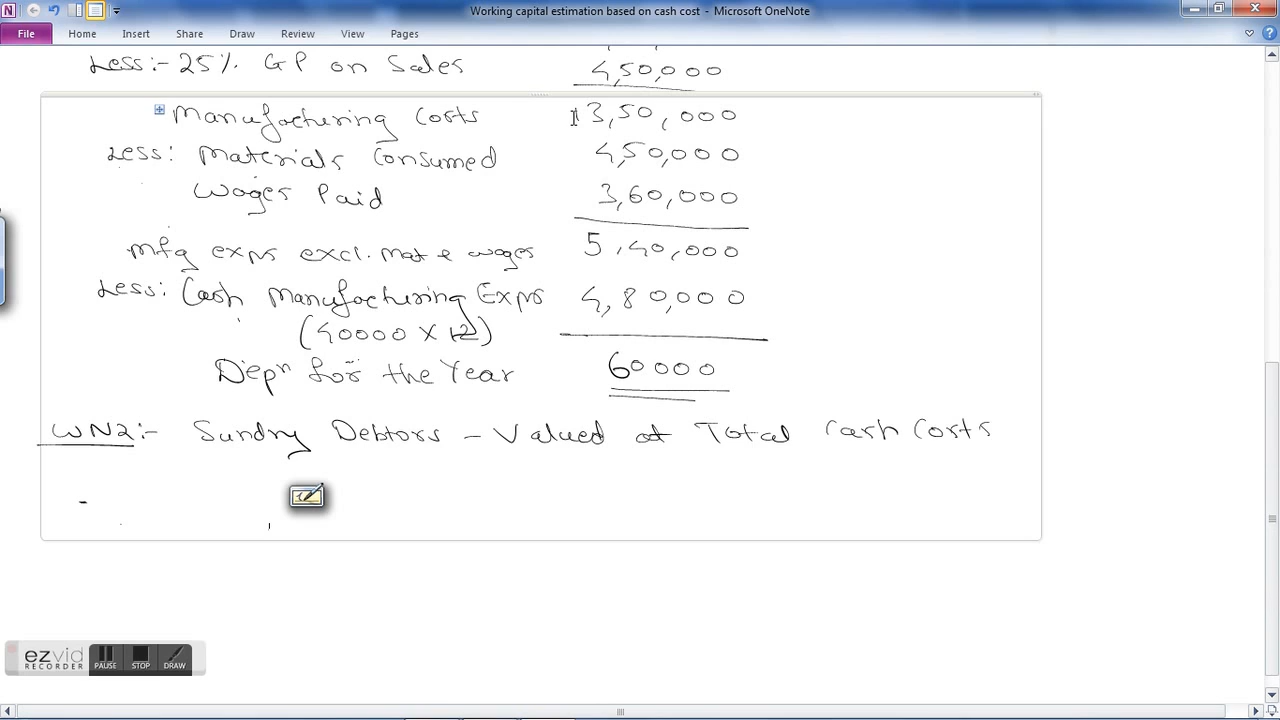 Working capital estimation based on cash cost - Microsoft OneNote
File Home Insert Share Draw Review View Pages
Less:- 25% GP on Sales 4,50,000
Manufacturing Costs 13,50,000
Less: Materials Consumed 4,50,000
Wages Paid 3,60,000
Mfg exps excl. mat & wages 5,40,000
Less: Cash Manufacturing Exps 4,80,000
(40000 X 12)
Depn for the Year 60000
WN2:- Sundry Debtors - Valued at Total Cash Costs
-
ezvid
RECORDER
PAUSE STOP DRAW